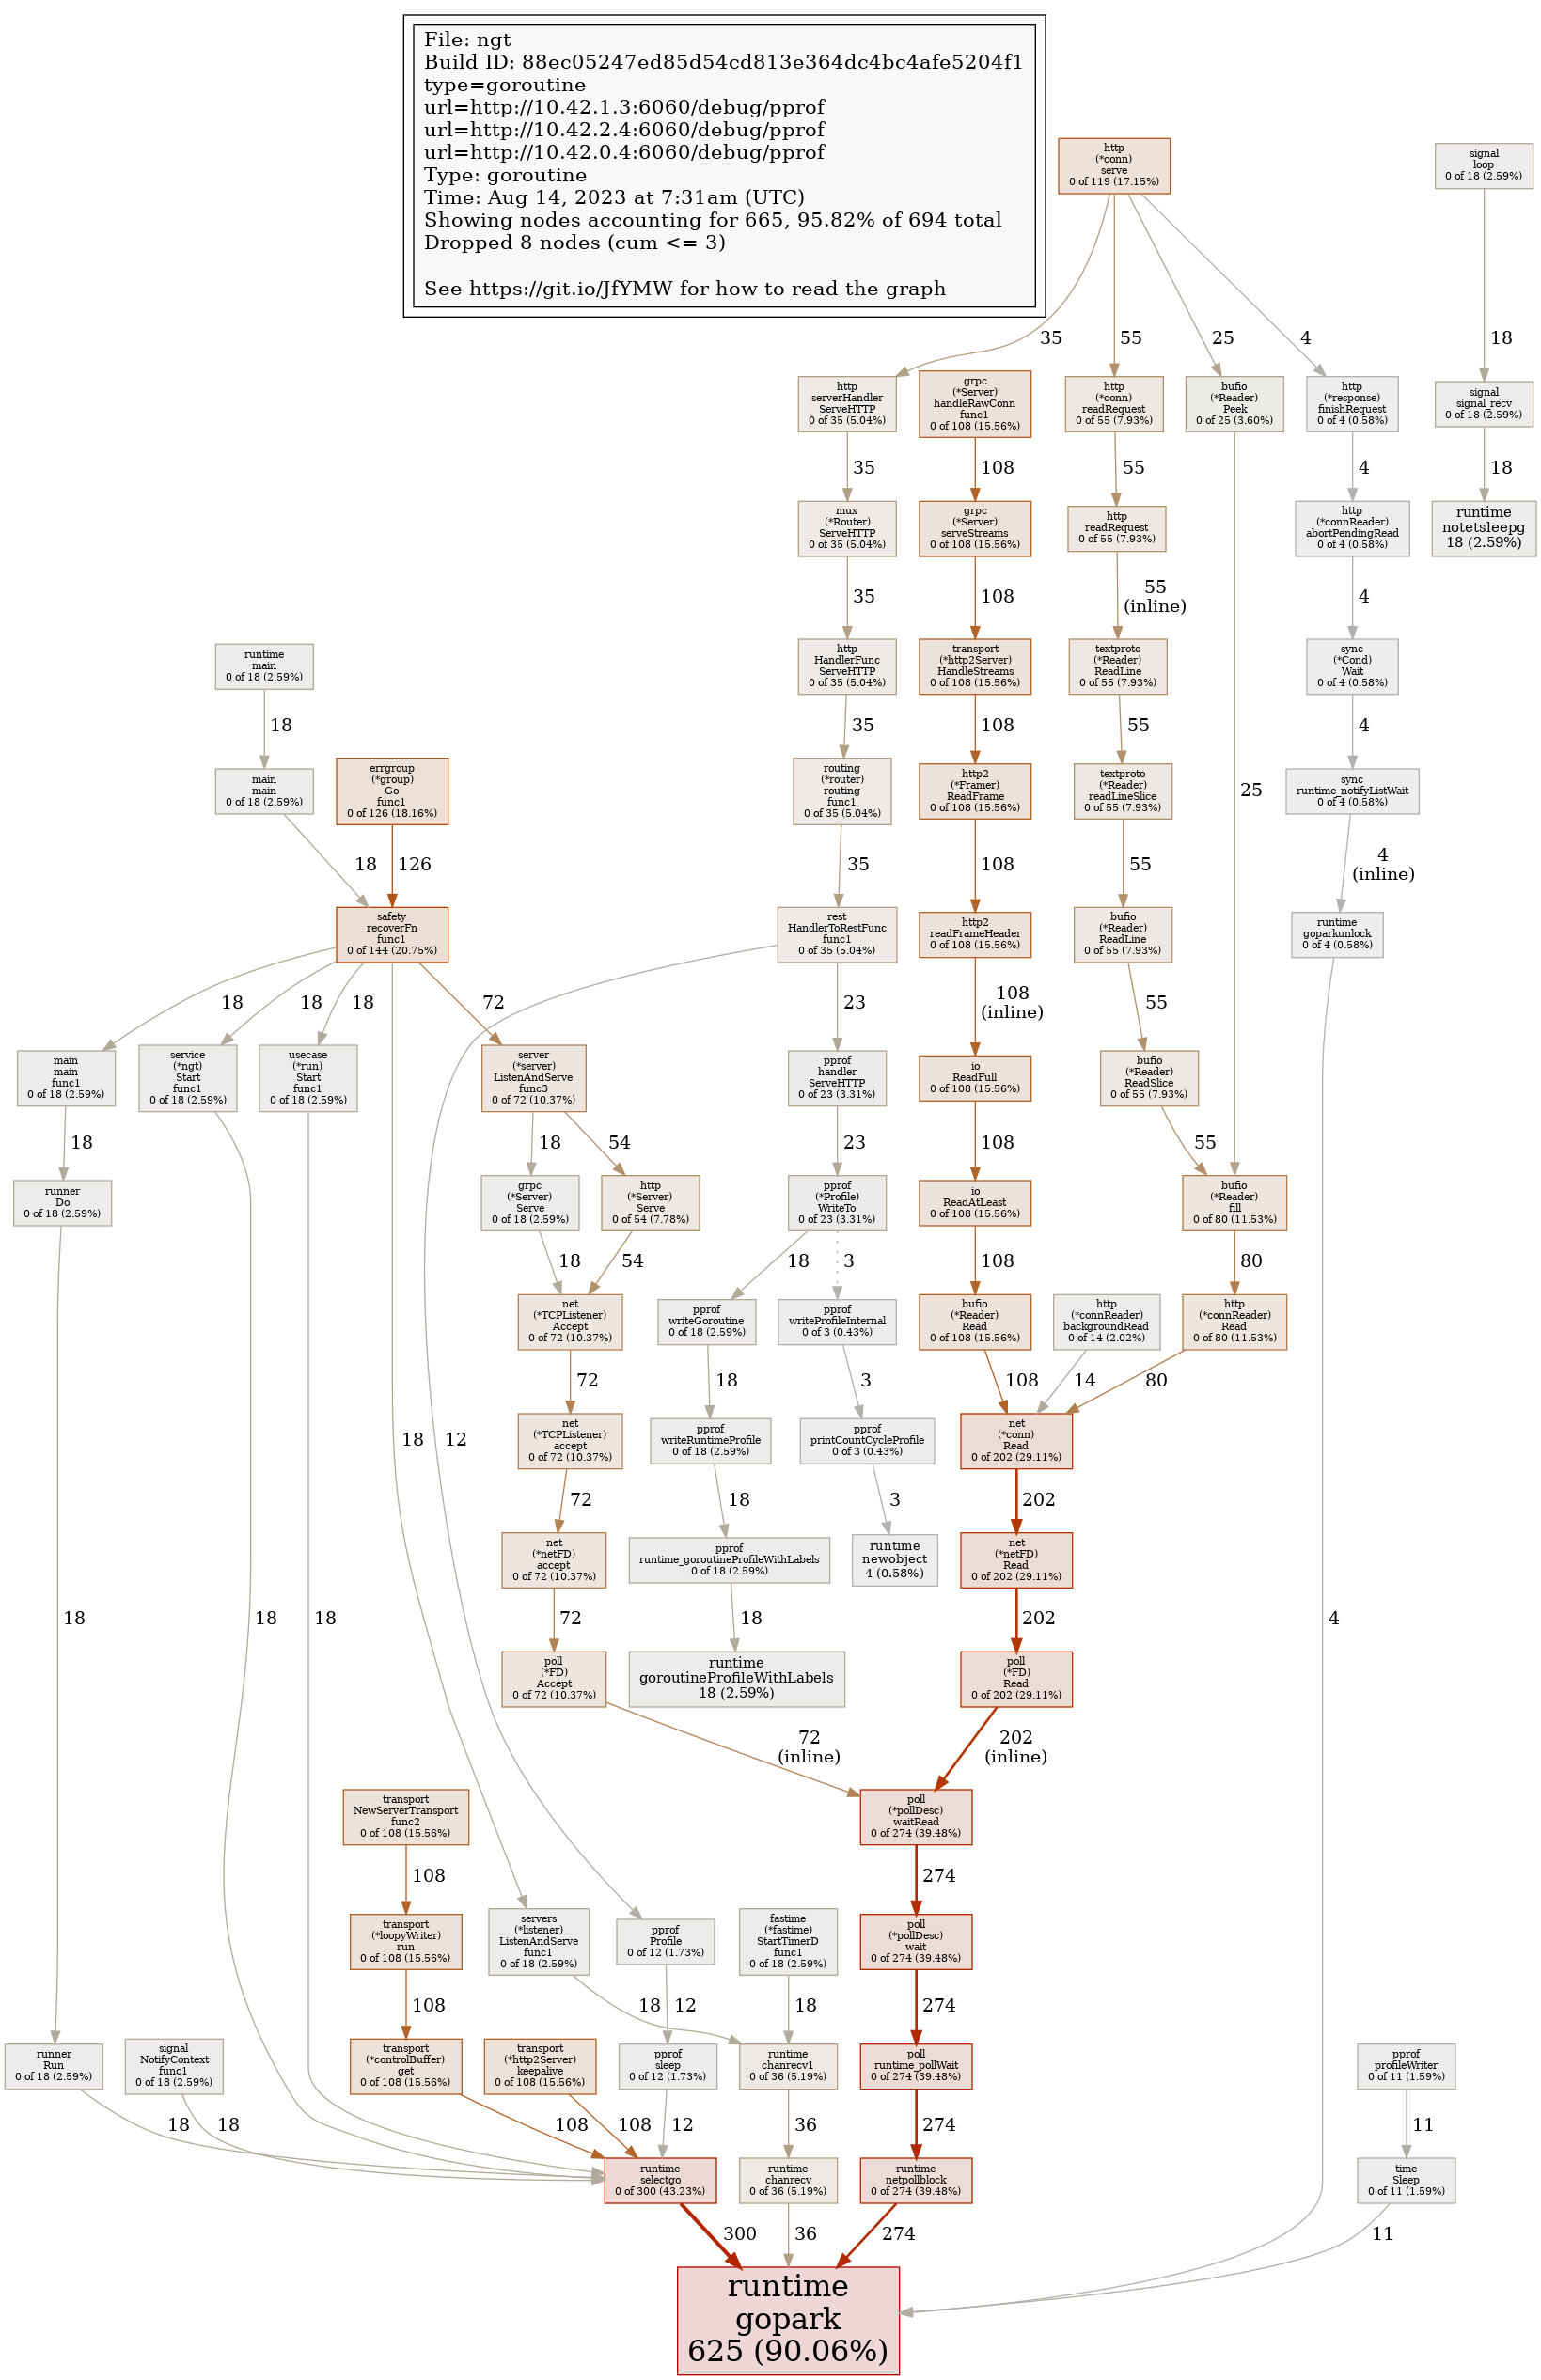 File: ngt
Build ID: 88ec05247ed85d54cd813e364dc4bc4afe5204f1
type=goroutine
url=http://10.42.1.3:6060/debug/pprof
url=http://10.42.2.4:6060/debug/pprof
url=http://10.42.0.4:6060/debug/pprof
Type: goroutine
Time: Aug 14, 2023 at 7:31am (UTC)
Showing nodes accounting for 665, 95.82% of 694 total
Dropped 8 nodes (cum <= 3)
See https://git.io/JfYMW for how to read the graph
http
(*conn)
serve
0 of 119 (17.15%)
signal
loop
0 of 18 (2.59%)
35
55
25
4
18
http
serverHandler
ServeHTTP
0 of 35 (5.04%)
grpc
(*Server)
handleRawConn
func1
0 of 108 (15.56%)
http
(*conn)
readRequest
0 of 55 (7.93%)
bufio
(*Reader)
Peek
0 of 25 (3.60%)
http
(*response)
finishRequest
0 of 4 (0.58%)
signal
signal_recv
0 of 18 (2.59%)
35
108
55
4
18
mux
(*Router)
ServeHTTP
0 of 35 (5.04%)
grpc
(*Server)
serveStreams
0 of 108 (15.56%)
http
readRequest
0 of 55 (7.93%)
http
(*connReader)
abortPendingRead
0 of 4 (0.58%)
runtime
notetsleepg
18 (2.59%)
35
108
55
(inline)
4
runtime
main
0 of 18 (2.59%)
http
HandlerFunc
ServeHTTP
0 of 35 (5.04%)
transport
(*http2Server)
HandleStreams
0 of 108 (15.56%)
textproto
(*Reader)
ReadLine
0 of 55 (7.93%)
sync
(*Cond)
Wait
0 of 4 (0.58%)
18
35
108
55
4
main
main
0 of 18 (2.59%)
errgroup
(*group)
Go
func1
0 of 126 (18.16%)
routing
(*router)
routing
func1
0 of 35 (5.04%)
http2
(*Framer)
ReadFrame
0 of 108 (15.56%)
textproto
(*Reader)
readLineSlice
0 of 55 (7.93%)
25
sync
runtime_notifyListWait
0 of 4 (0.58%)
18
126
35
108
55
4
(inline)
safety
recoverFn
func1
0 of 144 (20.75%)
rest
HandlerToRestFunc
func1
0 of 35 (5.04%)
http2
readFrameHeader
0 of 108 (15.56%)
bufio
(*Reader)
ReadLine
0 of 55 (7.93%)
runtime
goparkunlock
0 of 4 (0.58%)
18
18
18
72
23
108
(inline)
55
main
main
func1
0 of 18 (2.59%)
service
(*ngt)
Start
func1
0 of 18 (2.59%)
usecase
(*run)
Start
func1
0 of 18 (2.59%)
server
(*server)
ListenAndServe
func3
0 of 72 (10.37%)
pprof
handler
ServeHTTP
0 of 23 (3.31%)
io
ReadFull
0 of 108 (15.56%)
bufio
(*Reader)
ReadSlice
0 of 55 (7.93%)
18
18
54
23
108
55
runner
Do
0 of 18 (2.59%)
grpc
(*Server)
Serve
0 of 18 (2.59%)
http
(*Server)
Serve
0 of 54 (7.78%)
pprof
(*Profile)
WriteTo
0 of 23 (3.31%)
io
ReadAtLeast
0 of 108 (15.56%)
bufio
(*Reader)
fill
0 of 80 (11.53%)
18
54
18
3
108
80
net
(*TCPListener)
Accept
0 of 72 (10.37%)
pprof
writeGoroutine
0 of 18 (2.59%)
pprof
writeProfileInternal
0 of 3 (0.43%)
bufio
(*Reader)
Read
0 of 108 (15.56%)
http
(*connReader)
backgroundRead
0 of 14 (2.02%)
http
(*connReader)
Read
0 of 80 (11.53%)
72
18
3
108
14
80
18
12
net
(*TCPListener)
accept
0 of 72 (10.37%)
pprof
writeRuntimeProfile
0 of 18 (2.59%)
pprof
printCountCycleProfile
0 of 3 (0.43%)
net
(*conn)
Read
0 of 202 (29.11%)
72
18
3
202
net
(*netFD)
accept
0 of 72 (10.37%)
pprof
runtime_goroutineProfileWithLabels
0 of 18 (2.59%)
runtime
newobject
4 (0.58%)
net
(*netFD)
Read
0 of 202 (29.11%)
18
18
18
72
18
202
4
poll
(*FD)
Accept
0 of 72 (10.37%)
runtime
goroutineProfileWithLabels
18 (2.59%)
poll
(*FD)
Read
0 of 202 (29.11%)
72
(inline)
202
(inline)
transport
NewServerTransport
func2
0 of 108 (15.56%)
poll
(*pollDesc)
waitRead
0 of 274 (39.48%)
108
274
transport
(*loopyWriter)
run
0 of 108 (15.56%)
servers
(*listener)
ListenAndServe
func1
0 of 18 (2.59%)
pprof
Profile
0 of 12 (1.73%)
fastime
(*fastime)
StartTimerD
func1
0 of 18 (2.59%)
poll
(*pollDesc)
wait
0 of 274 (39.48%)
108
18
12
18
274
runner
Run
0 of 18 (2.59%)
signal
NotifyContext
func1
0 of 18 (2.59%)
transport
(*controlBuffer)
get
0 of 108 (15.56%)
transport
(*http2Server)
keepalive
0 of 108 (15.56%)
pprof
sleep
0 of 12 (1.73%)
runtime
chanrecv1
0 of 36 (5.19%)
poll
runtime_pollWait
0 of 274 (39.48%)
pprof
profileWriter
0 of 11 (1.59%)
18
18
108
108
12
36
274
11
runtime
selectgo
0 of 300 (43.23%)
runtime
chanrecv
0 of 36 (5.19%)
runtime
netpollblock
0 of 274 (39.48%)
time
Sleep
0 of 11 (1.59%)
300
36
274
11
runtime
gopark
625 (90.06%)